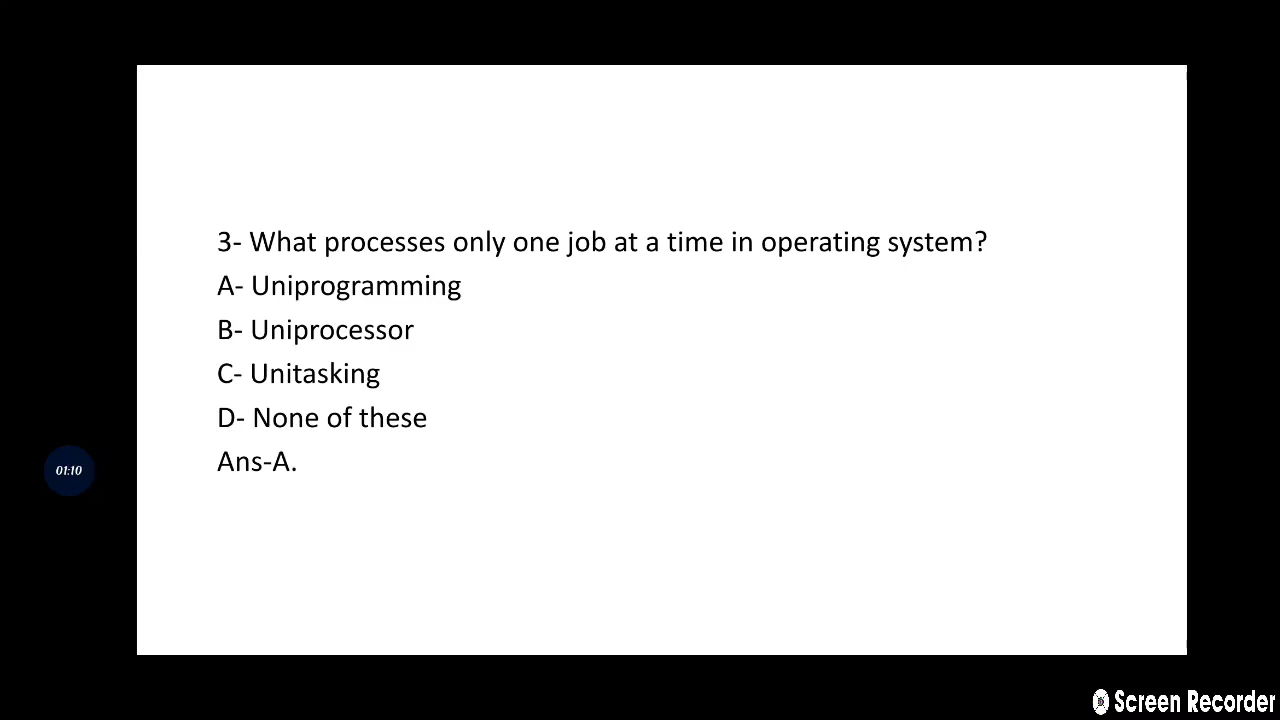 3- What processes only one job at a time in operating system?
A- Uniprogramming
B- Uniprocessor
C- Unitasking
D- None of these
Ans-A.
01:10
Screen Recorder